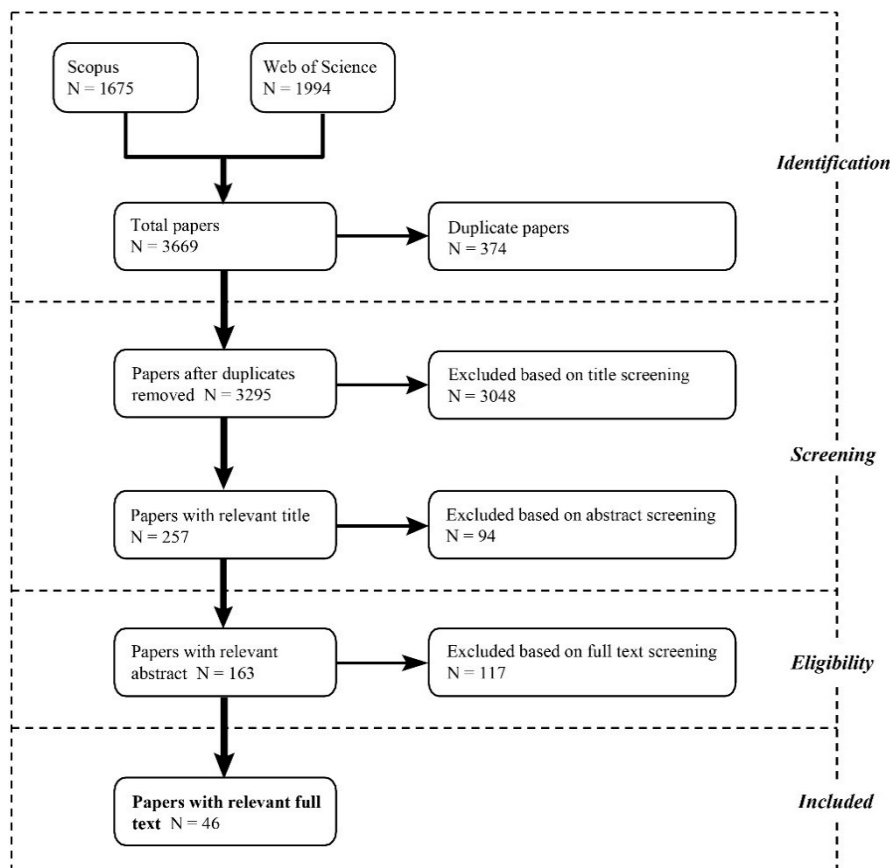 Scopus
N = 1675
Web of Science
N = 1994
Identification
Total papers
N = 3669
Duplicate papers
N = 374
Papers after duplicates
removed N = 3295
Excluded based on title screening
N = 3048
Screening
Papers with relevant title
N = 257
Excluded based on abstract screening
N = 94
Papers with relevant
abstract N = 163
Excluded based on full text screening
N = 117
Eligibility
Papers with relevant full
text N = 46
Included